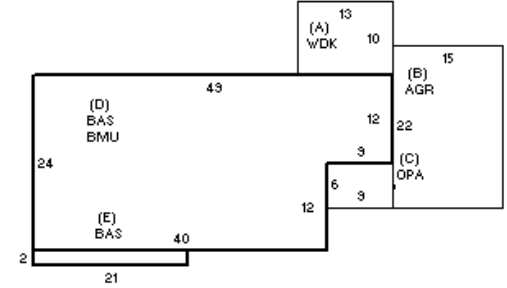 13
(A)
WDK
10
15
(B)
AGR
49
(D)
BAS
BMU
12
22
9
(C)
OPA
24
6
9
12
(E)
BAS
40
2
21